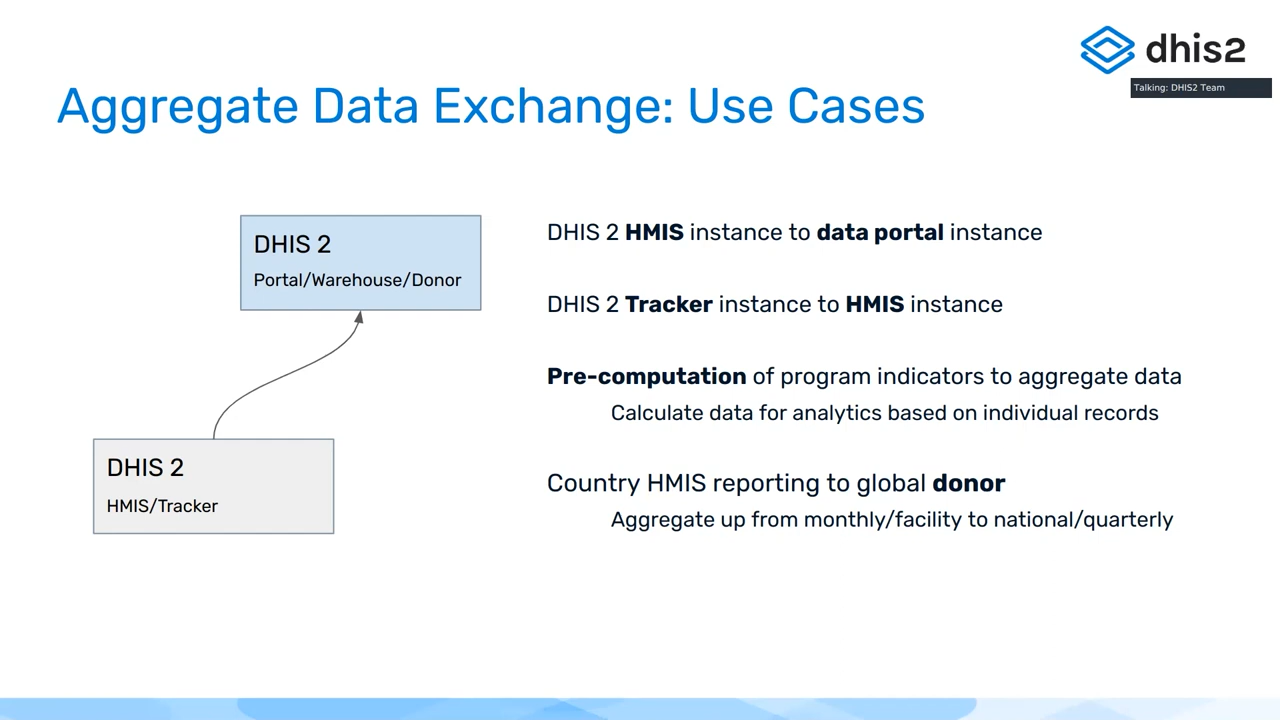 dhis2
Talking: DHIS2 Team
Aggregate Data Exchange: Use Cases
DHIS 2
Portal/Warehouse/Donor
DHIS 2
HMIS/Tracker
DHIS 2 HMIS instance to data portal instance
DHIS 2 Tracker instance to HMIS instance
Pre-computation of program indicators to aggregate data
Calculate data for analytics based on individual records
Country HMIS reporting to global donor
Aggregate up from monthly/facility to national/quarterly